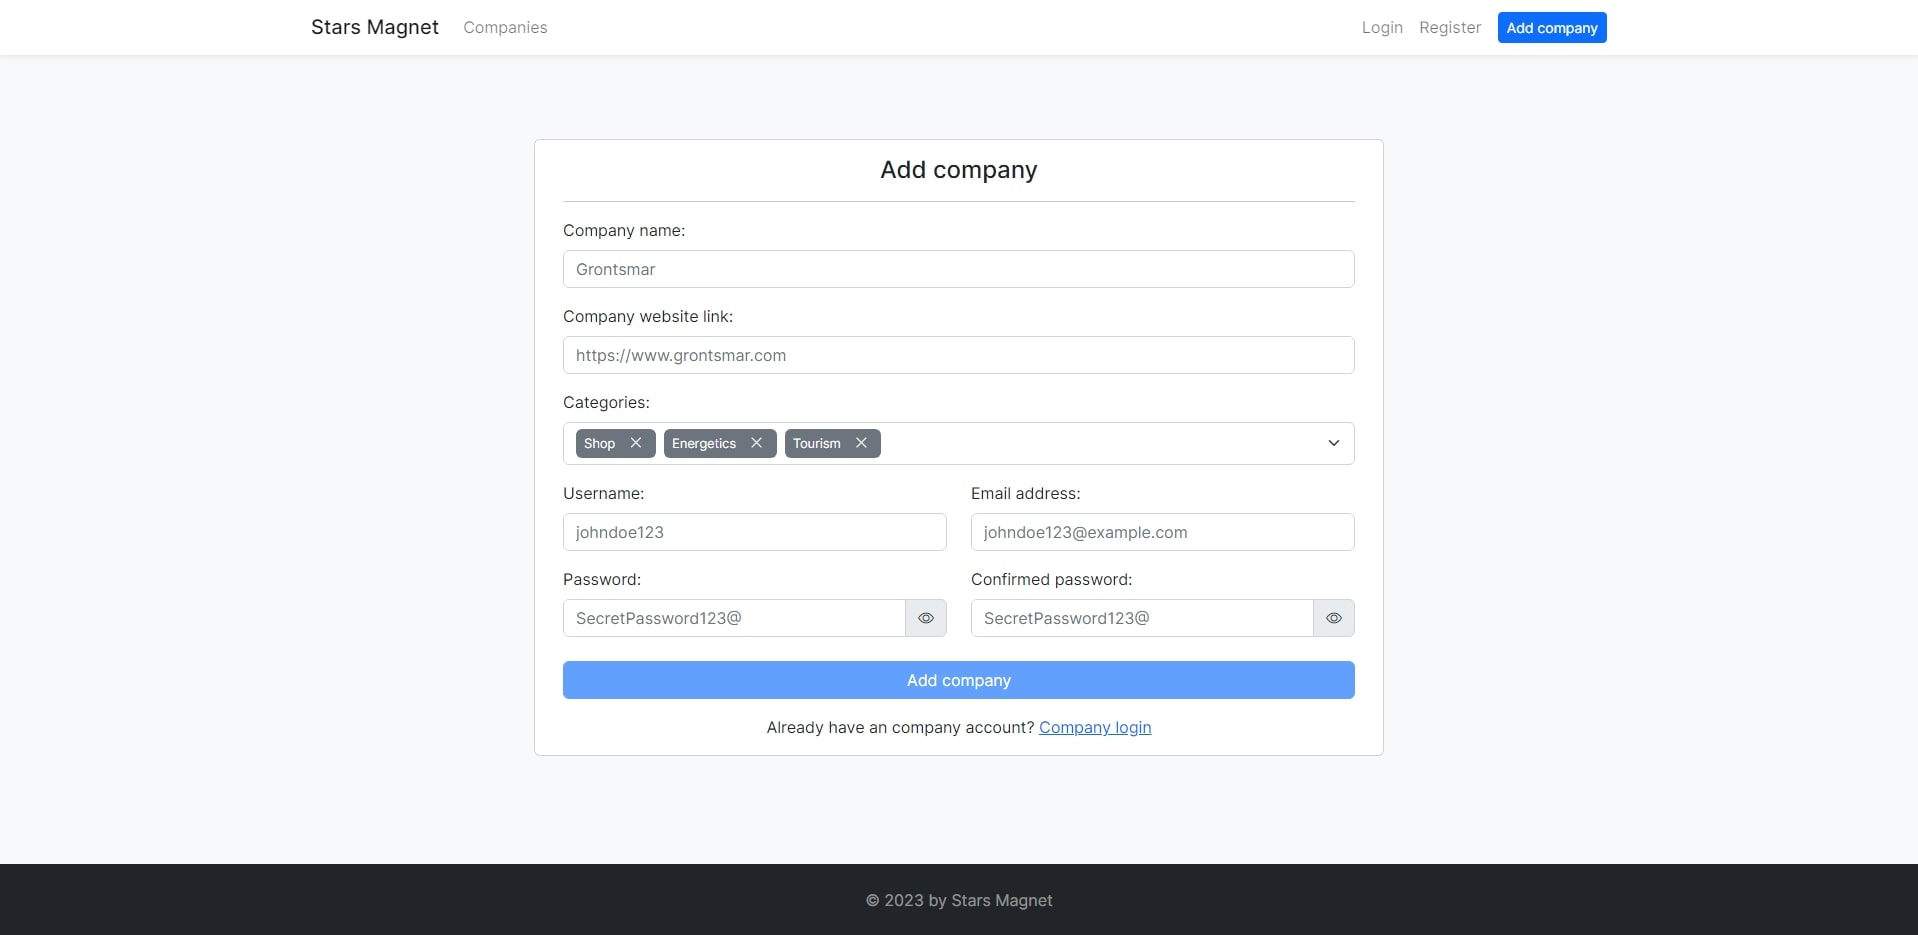 Stars Magnet Companies Login Register Add company
Add company
Company name:
Grontsmar
Company website link:
https://www.grontsmar.com
Categories:
Shop Energetics Tourism
Username: Email address:
johndoe123 johndoe123@example.com
Password: Confirmed password:
SecretPassword123@ SecretPassword123@
Add company
Already have an company account? Company login
© 2023 by Stars Magnet